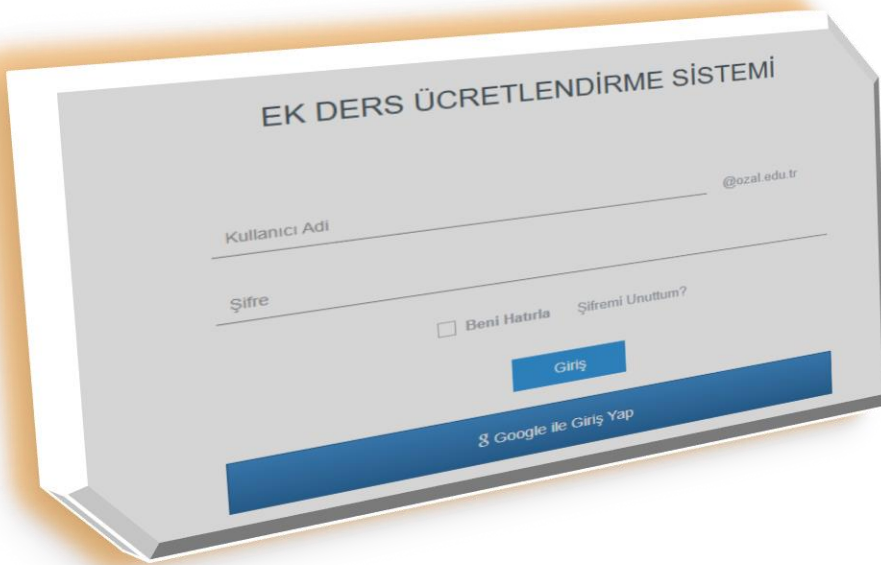 EK DERS ÜCRETLENDİRME SİSTEMİ
Kullanıcı Adi
@ozal.edu.tr
Şifre
Beni Hatırla Şifremi Unuttum?
Giriş
8 Google ile Giriş Yap